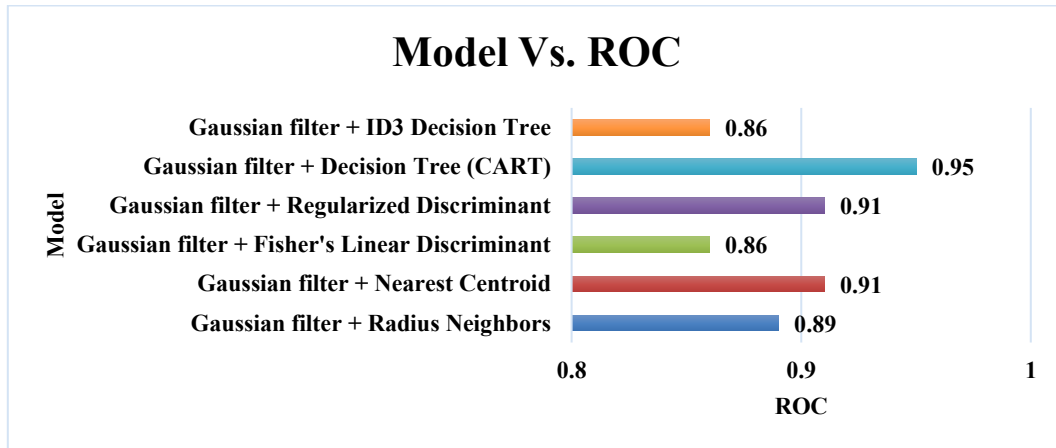 Model Vs. ROC
Model
Gaussian filter + ID3 Decision Tree
0.86
Gaussian filter + Decision Tree (CART)
0.95
Gaussian filter + Regularized Discriminant
0.91
Gaussian filter + Fisher's Linear Discriminant
0.86
Gaussian filter + Nearest Centroid
0.91
Gaussian filter + Radius Neighbors
0.89
0.8 0.9 1
ROC